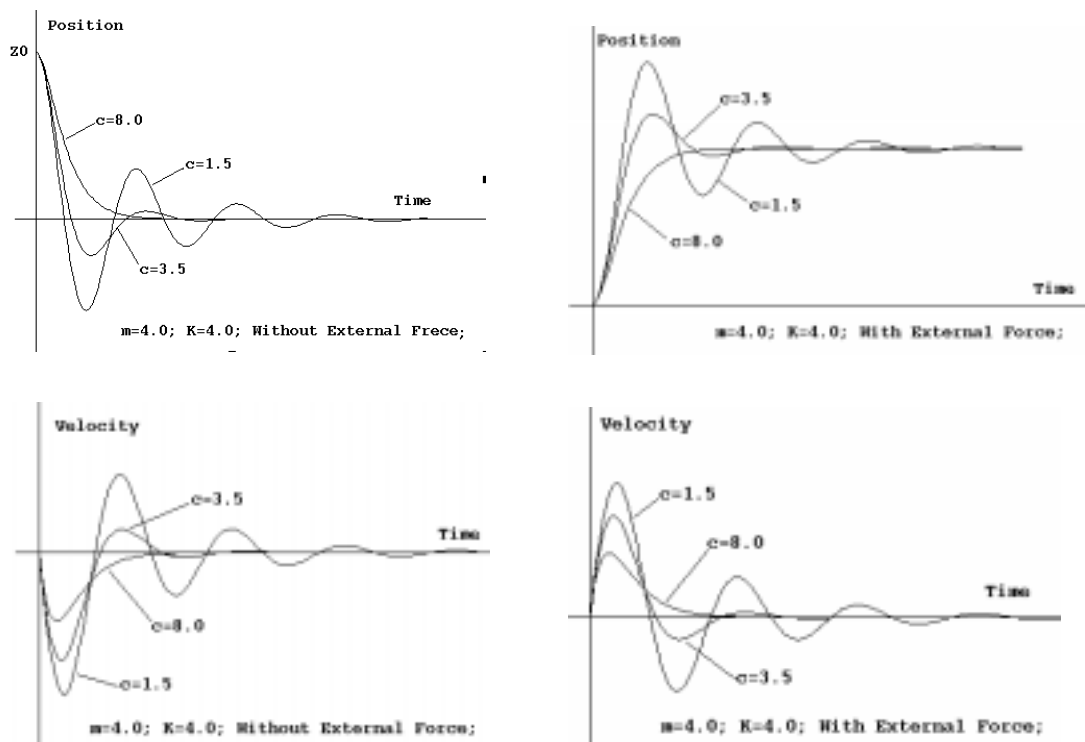 Position
Z0
c=8.0
c=1.5
Time
c=3.5
m=4.0; K=4.0; Without External Frece;
Position
c=3.5
c=1.5
c=8.0
Time
m=4.0; K=4.0; With External Force;
Velocity
c=3.5
Time
c=8.0
c=1.5
m=4.0; K=4.0; Without External Force;
Velocity
c=1.5
c=8.0
Time
c=3.5
m=4.0; K=4.0; With External Force;